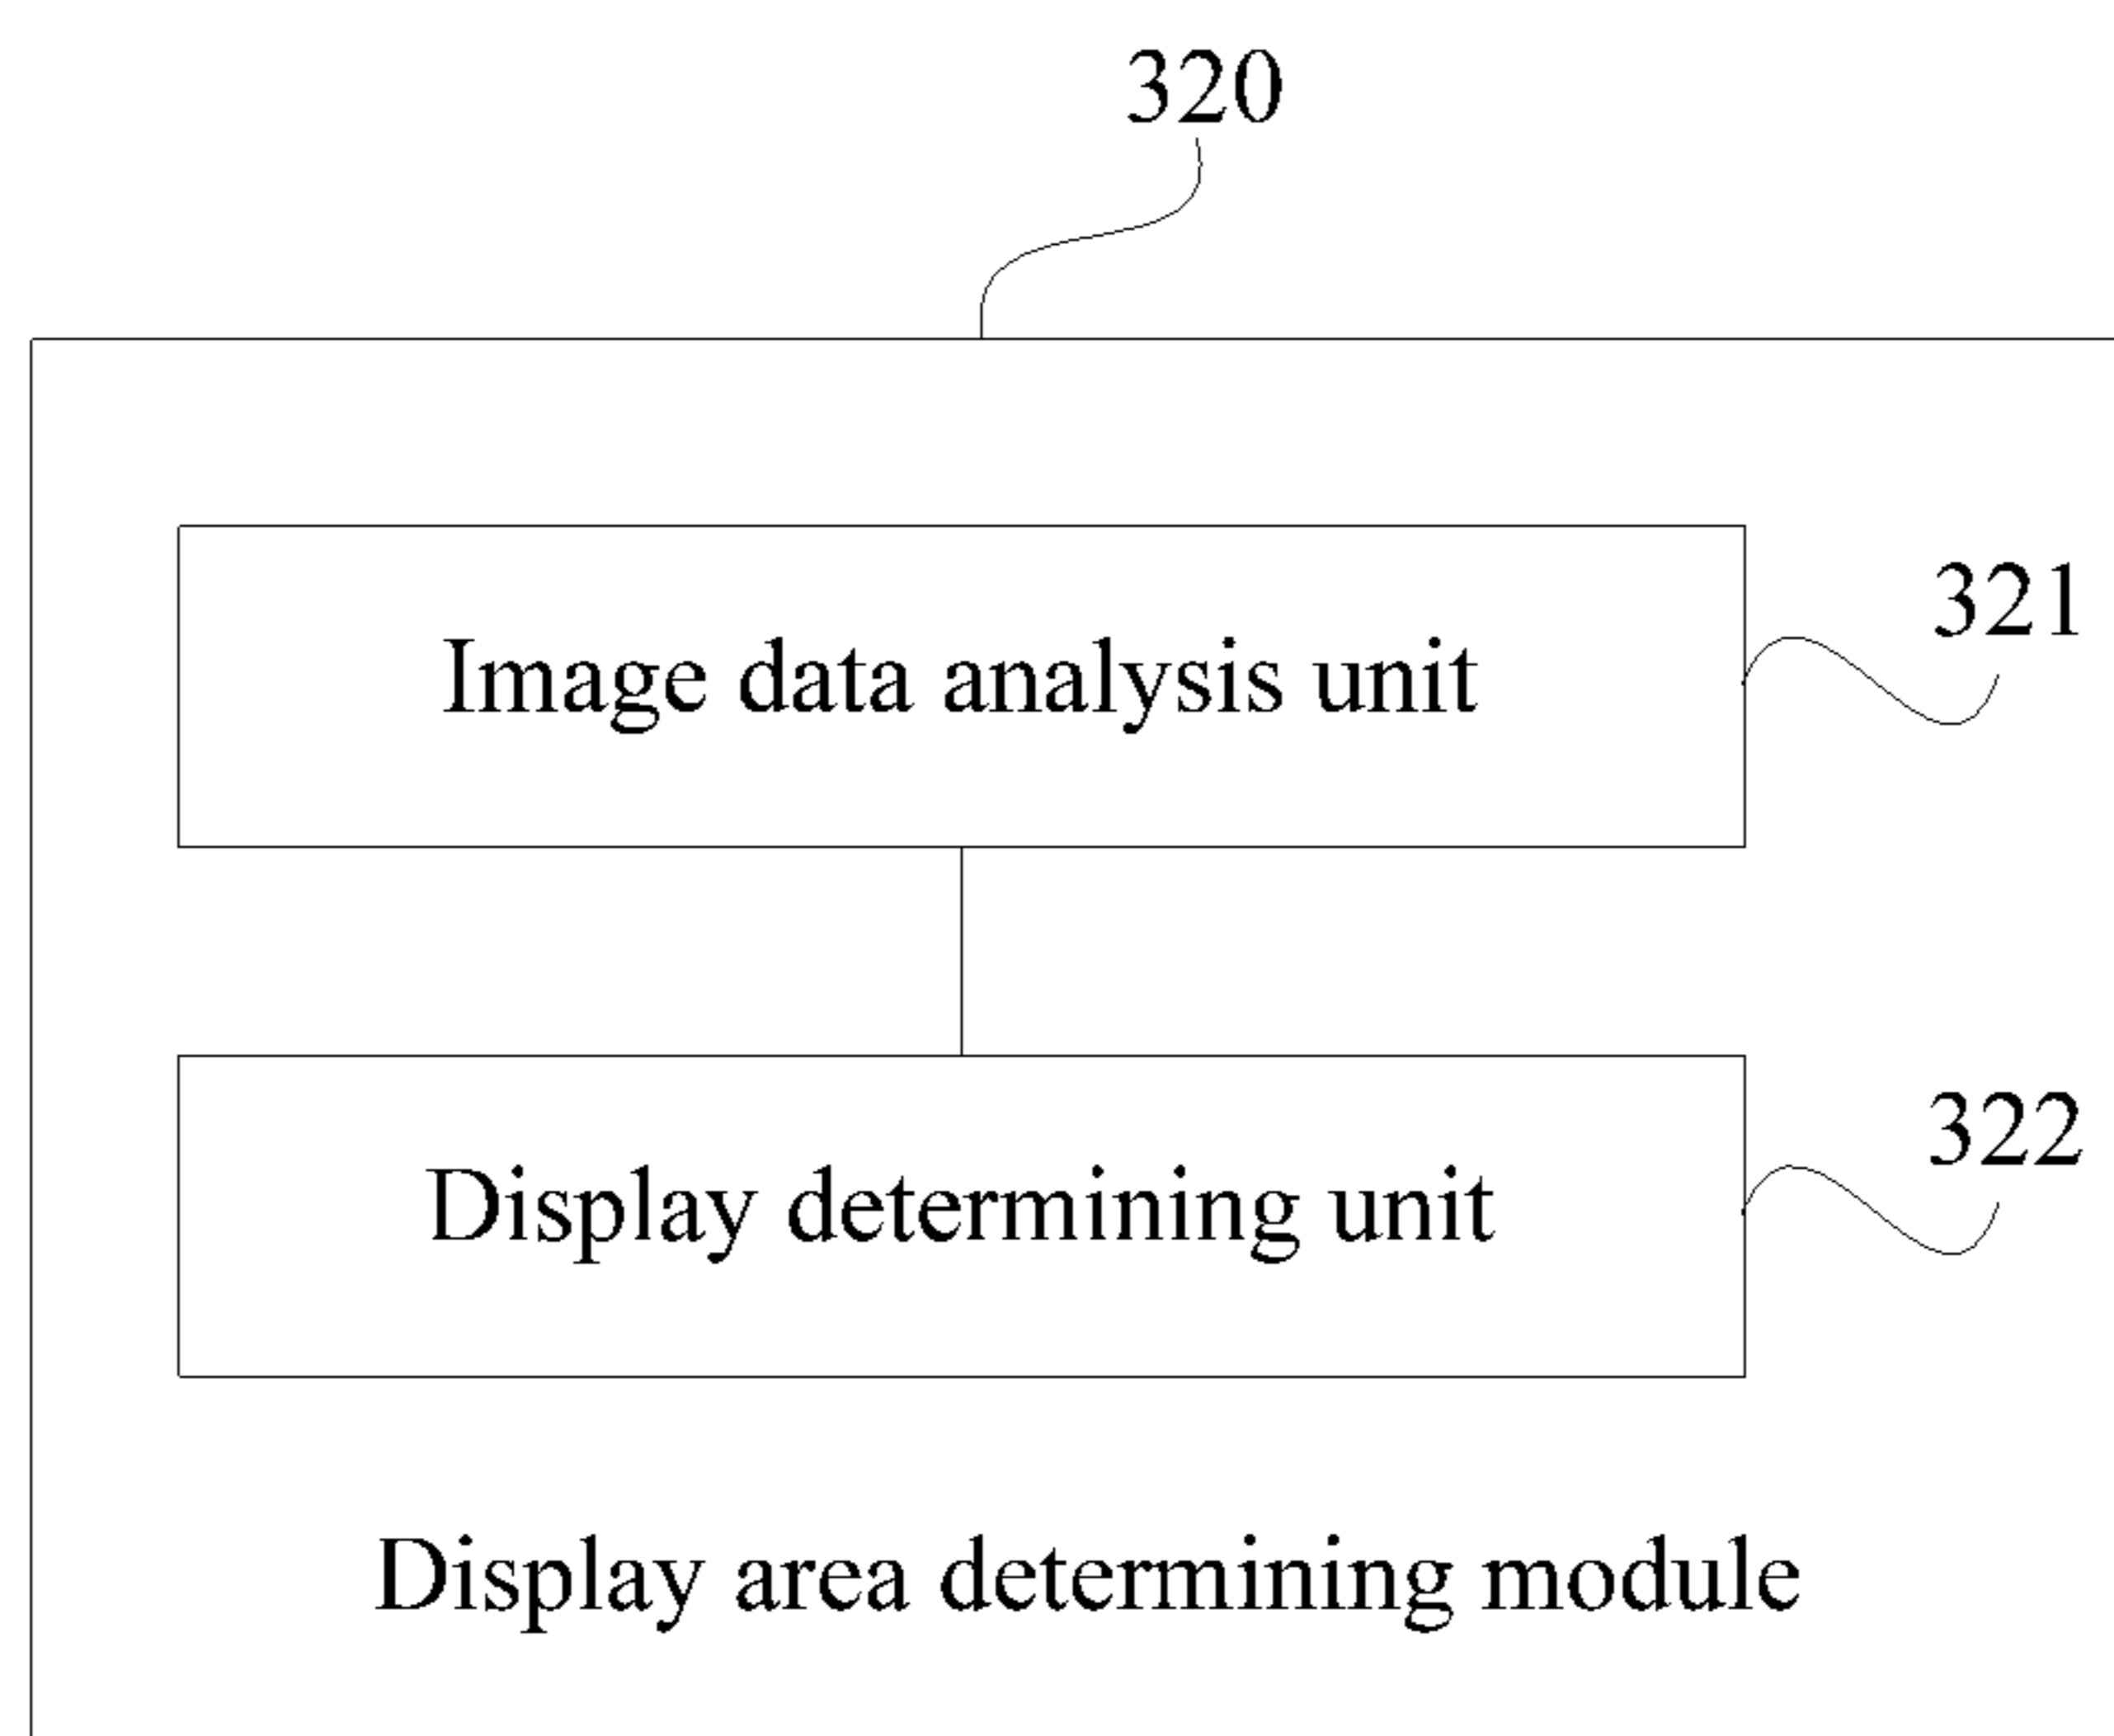 320
321
Image data analysis unit
322
Display determining unit
Display area determining module